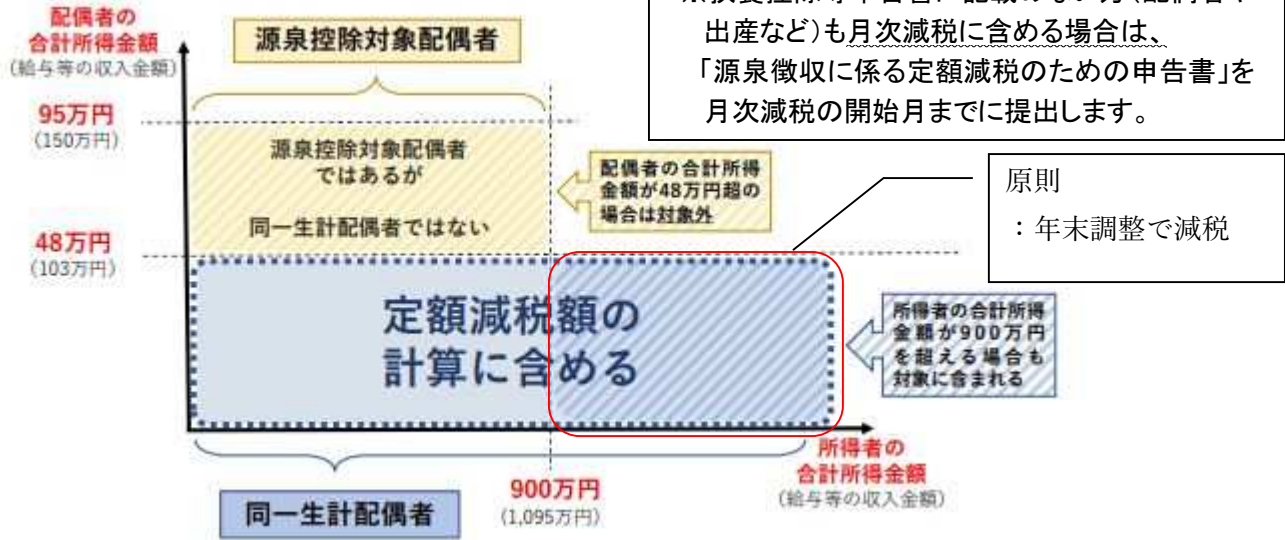 配偶者の
合計所得金額
(給与等の収入金額)
源泉控除対象配偶者
出産など)も月次減税に含める場合は、
「源泉徴収に係る定額減税のための申告書」を
月次減税の開始月までに提出します。
95万円
(150万円)
源泉控除対象配偶者
ではあるが
同一生計配偶者ではない
配偶者の合計所得
金額が48万円超の
場合は対象外
原則
:年末調整で減税
48万円
(103万円)
定額減税額の
計算に含める
所得者の合計所得
金額が900万円
を超える場合も
対象に含まれる
所得者の
合計所得金額
(給与等の収入金額)
900万円
(1,095万円)
同一生計配偶者